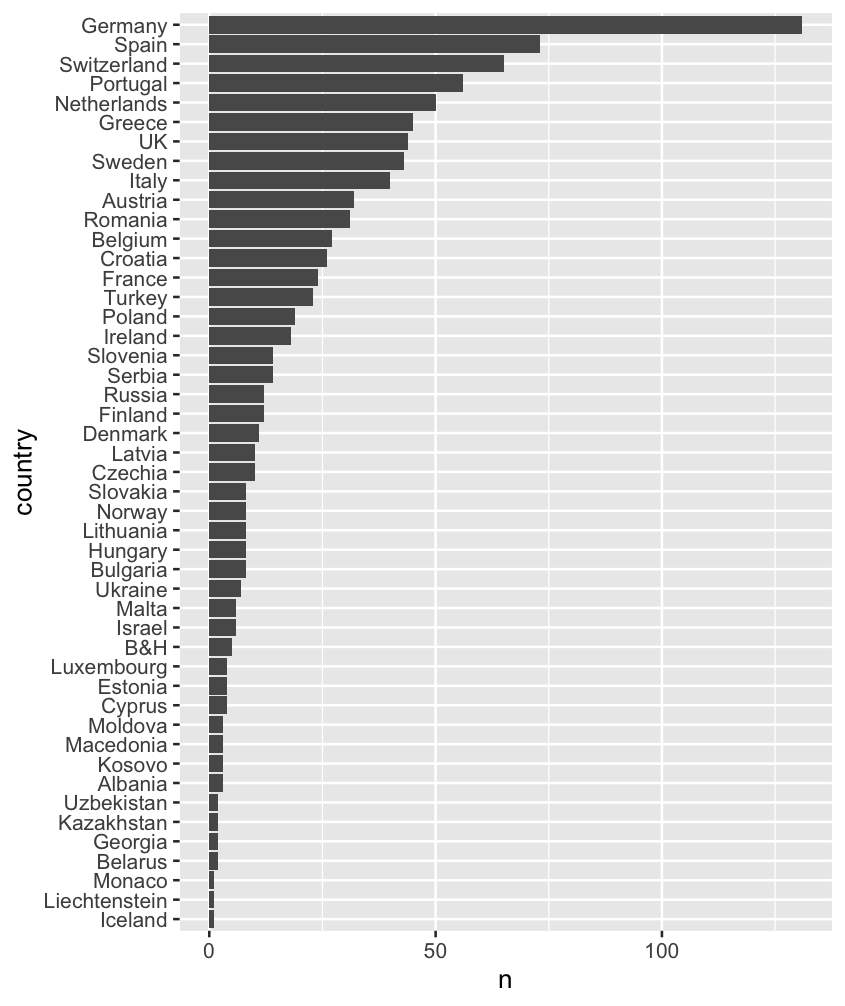 Germany
Spain
Switzerland
Portugal
Netherlands
Greece
UK
Sweden
Italy
Austria
Romania
Belgium
Croatia
France
Turkey
Poland
Ireland
Slovenia
Serbia
Russia
Finland
Denmark
Latvia
Czechia
Slovakia
Norway
Lithuania
Hungary
Bulgaria
Ukraine
Malta
Israel
B&H
Luxembourg
Estonia
Cyprus
Moldova
Macedonia
Kosovo
Albania
Uzbekistan
Kazakhstan
Georgia
Belarus
Monaco
Liechtenstein
Iceland
country
0 50 100
n